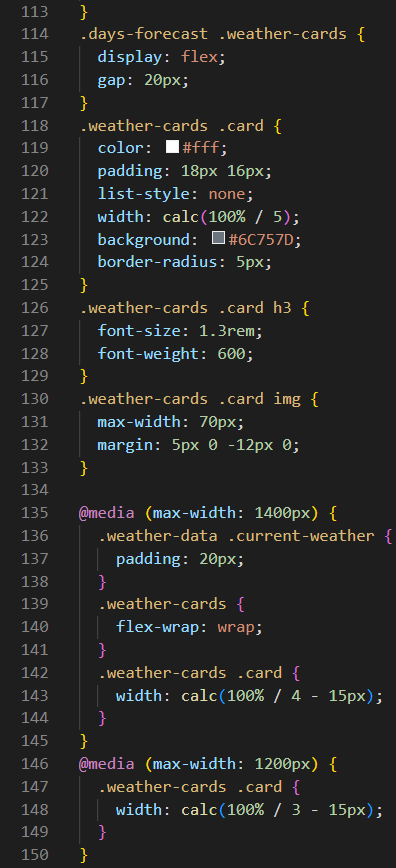 113 }
114 .days-forecast .weather-cards {
115   display: flex;
116   gap: 20px;
117 }
118 .weather-cards .card {
119   color: #fff;
120   padding: 18px 16px;
121   list-style: none;
122   width: calc(100% / 5);
123   background: #6C757D;
124   border-radius: 5px;
125 }
126 .weather-cards .card h3 {
127   font-size: 1.3rem;
128   font-weight: 600;
129 }
130 .weather-cards .card img {
131   max-width: 70px;
132   margin: 5px 0 -12px 0;
133 }
134
135 @media (max-width: 1400px) {
136   .weather-data .current-weather {
137     padding: 20px;
138   }
139   .weather-cards {
140     flex-wrap: wrap;
141   }
142   .weather-cards .card {
143     width: calc(100% / 4 - 15px);
144   }
145 }
146 @media (max-width: 1200px) {
147   .weather-cards .card {
148     width: calc(100% / 3 - 15px);
149   }
150 }